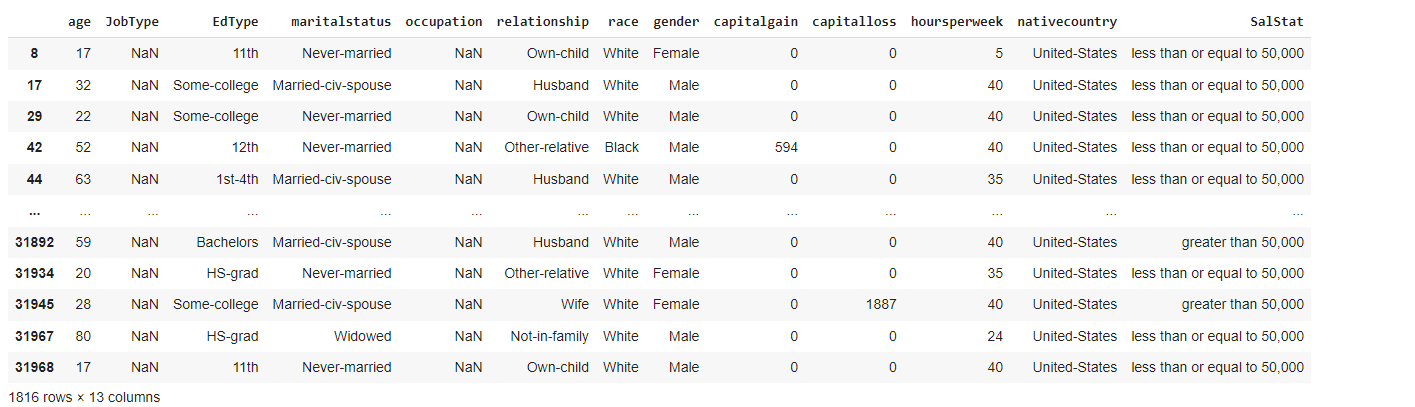 age JobType EdType maritalstatus occupation relationship race gender capitalgain capitalloss hoursperweek nativecountry SalStat
8 17 NaN 11th Never-married NaN Own-child White Female 0 0 5 United-States less than or equal to 50,000
17 32 NaN Some-college Married-civ-spouse NaN Husband White Male 0 0 40 United-States less than or equal to 50,000
29 22 NaN Some-college Never-married NaN Own-child White Male 0 0 40 United-States less than or equal to 50,000
42 52 NaN 12th Never-married NaN Other-relative Black Male 594 0 40 United-States less than or equal to 50,000
44 63 NaN 1st-4th Married-civ-spouse NaN Husband White Male 0 0 35 United-States less than or equal to 50,000
... ... ... ... ... ... ... ... ... ... ... ... ... ...
31892 59 NaN Bachelors Married-civ-spouse NaN Husband White Male 0 0 40 United-States greater than 50,000
31934 20 NaN HS-grad Never-married NaN Other-relative White Female 0 0 35 United-States less than or equal to 50,000
31945 28 NaN Some-college Married-civ-spouse NaN Wife White Female 0 1887 40 United-States greater than 50,000
31967 80 NaN HS-grad Widowed NaN Not-in-family White Male 0 0 24 United-States less than or equal to 50,000
31968 17 NaN 11th Never-married NaN Own-child White Male 0 0 40 United-States less than or equal to 50,000
1816 rows × 13 columns